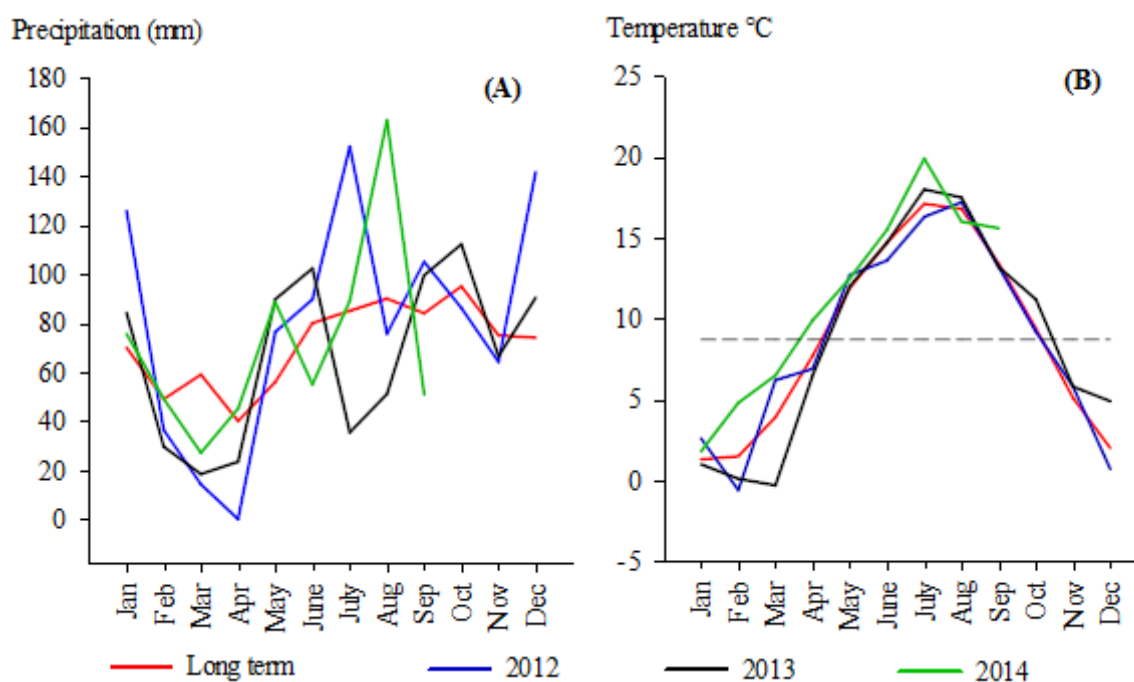 Precipitation (mm)
180
160
140
120
100
80
60
40
20
0
(A)
Jan
Feb
Mar
Apr
May
June
July
Aug
Sep
Oct
Nov
Dec
Temperature °C
25
20
15
10
5
0
-5
(B)
Jan
Feb
Mar
Apr
May
June
July
Aug
Sep
Oct
Nov
Dec
Long term 2012 2013 2014